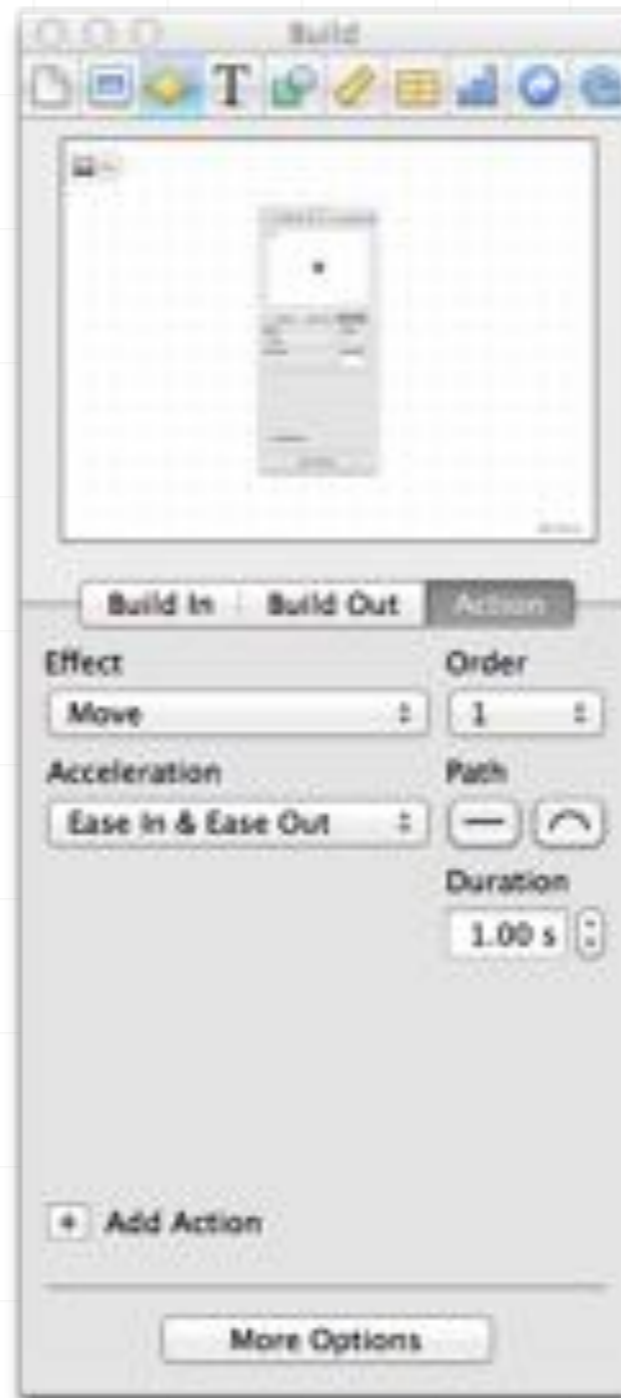 Build
T
Build In Build Out Action
Effect Order
Move 1
Acceleration Path
Ease In & Ease Out
Duration
1.00 s
+ Add Action
More Options